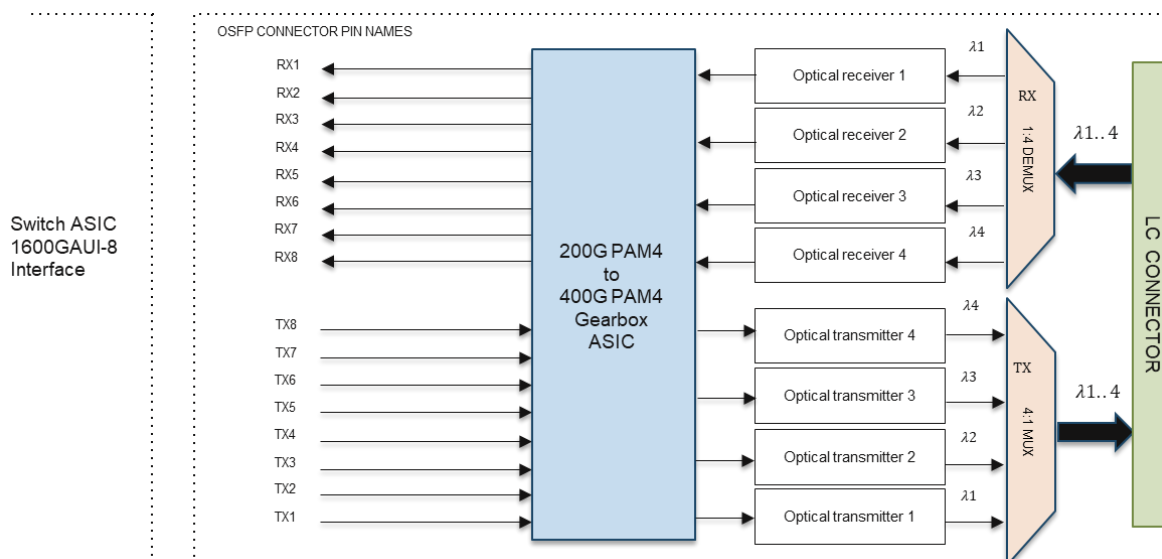 OSFP CONNECTOR PIN NAMES
RX1
RX2
RX3
RX4
RX5
RX6
RX7
RX8
TX8
TX7
TX6
TX5
TX4
TX3
TX2
TX1
Switch ASIC
1600GAUI-8
Interface
200G PAM4
to
400G PAM4
Gearbox
ASIC
Optical receiver 1
Optical receiver 2
Optical receiver 3
Optical receiver 4
Optical transmitter 4
Optical transmitter 3
Optical transmitter 2
Optical transmitter 1
λ1
λ2
λ3
λ4
λ4
λ3
λ2
λ1
RX
1:4 DEMUX
TX
4:1 MUX
λ1..4
λ1..4
LC CONNECTOR